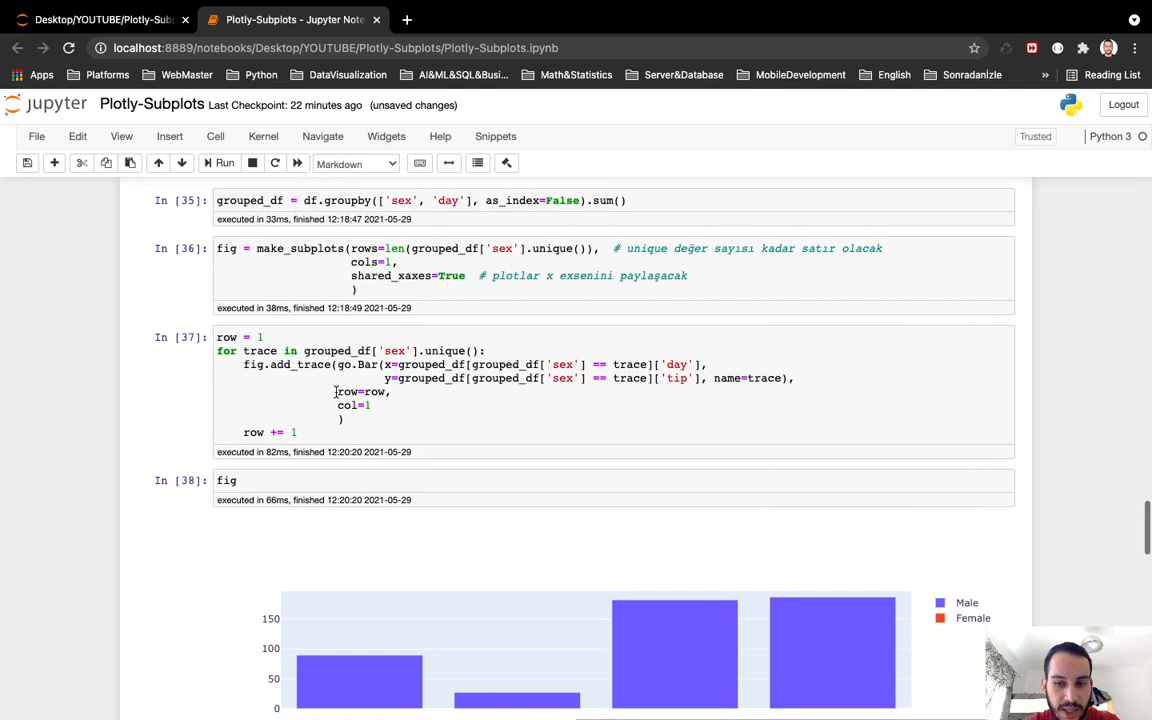 Desktop/YOUTUBE/Plotly-Subp
Plotly-Subplots - Jupyter Note
localhost:8889/notebooks/Desktop/YOUTUBE/Plotly-Subplots/Plotly-Subplots.ipynb
Apps Platforms WebMaster Python DataVisualization AI&ML&SQL&Busi... Math&Statistics Server&Database MobileDevelopment English Sonradanİzle » Reading List
jupyter Plotly-Subplots Last Checkpoint: 22 minutes ago (unsaved changes) Logout
File Edit View Insert Cell Kernel Navigate Widgets Help Snippets Trusted Python 3
Run Markdown
In [35]: grouped_df = df.groupby(['sex', 'day'], as_index=False).sum()
executed in 33ms, finished 12:18:47 2021-05-29
In [36]: fig = make_subplots(rows=len(grouped_df['sex'].unique()), # unique değer sayısı kadar satır olacak
cols=1,
shared_xaxes=True # plotlar x exsenini paylaşacak
)
executed in 38ms, finished 12:18:49 2021-05-29
In [37]: row = 1
for trace in grouped_df['sex'].unique():
fig.add_trace(go.Bar(x=grouped_df[grouped_df['sex'] == trace]['day'],
y=grouped_df[grouped_df['sex'] == trace]['tip'], name=trace),
row=row,
col=1
)
row += 1
executed in 82ms, finished 12:20:20 2021-05-29
In [38]: fig
executed in 66ms, finished 12:20:20 2021-05-29
150
100
50
0
Male
Female